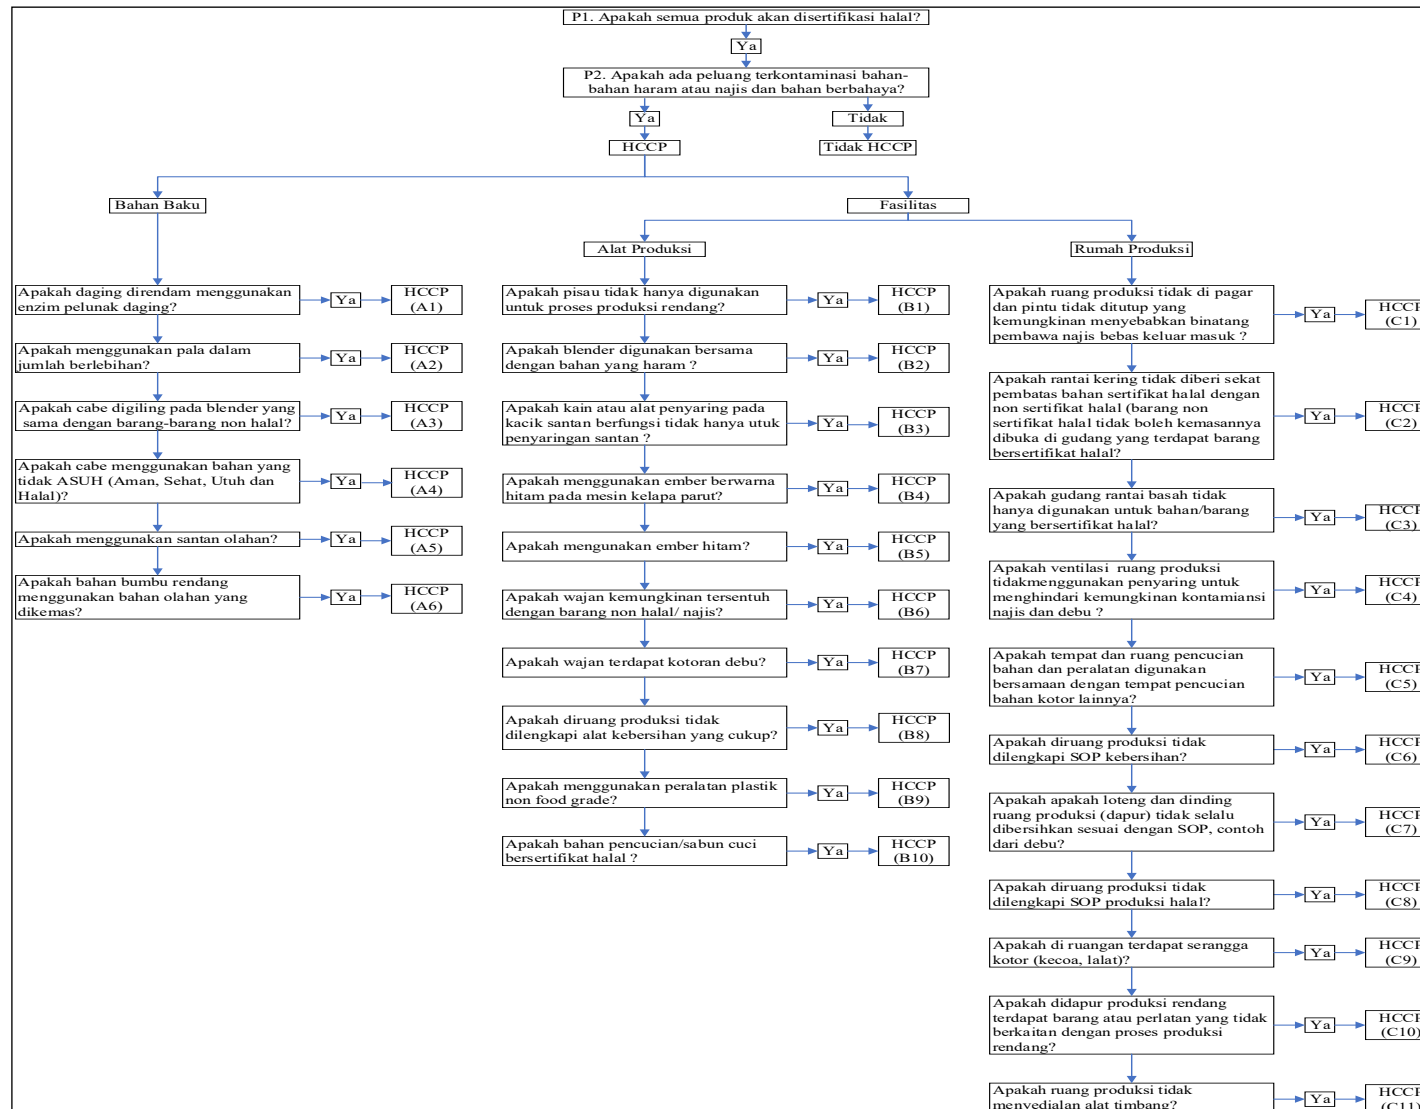 P1. Apakah semua produk akan disertifikasi halal?
Ya
P2. Apakah ada peluang terkontaminasi bahan-
bahan haram atau najis dan bahan berbahaya?
Ya
Tidak
HCCP
Tidak HCCP
Bahan Baku
Fasilitas
Alat Produksi
Rumah Produksi
Apakah daging direndam menggunakan
enzim pelunak daging?
Ya
HCCP
(A1)
Apakah menggunakan pala dalam
jumlah berlebihan?
Ya
HCCP
(A2)
Apakah cabe digiling pada blender yang
sama dengan barang-barang non halal?
Ya
HCCP
(A3)
Apakah cabe menggunakan bahan yang
tidak ASUH (Aman, Sehat, Utuh dan
Halal)?
Ya
HCCP
(A4)
Apakah menggunakan santan olahan?
Ya
HCCP
(A5)
Apakah bahan bumbu rendang
menggunakan bahan olahan yang
dikemas?
Ya
HCCP
(A6)
Apakah pisau tidak hanya digunakan
untuk proses produksi rendang?
Ya
HCCP
(B1)
Apakah blender digunakan bersama
dengan bahan yang haram ?
Ya
HCCP
(B2)
Apakah kain atau alat penyaring pada
kacik santan berfungsi tidak hanya utuk
penyaringan santan ?
Ya
HCCP
(B3)
Apakah menggunakan ember berwarna
hitam pada mesin kelapa parut?
Ya
HCCP
(B4)
Apakah mengunakan ember hitam?
Ya
HCCP
(B5)
Apakah wajan kemungkinan tersentuh
dengan barang non halal/ najis?
Ya
HCCP
(B6)
Apakah wajan terdapat kotoran debu?
Ya
HCCP
(B7)
Apakah diruang produksi tidak
dilengkapi alat kebersihan yang cukup?
Ya
HCCP
(B8)
Apakah menggunakan peralatan plastik
non food grade?
Ya
HCCP
(B9)
Apakah bahan pencucian/sabun cuci
bersertifikat halal ?
Ya
HCCP
(B10)
Apakah ruang produksi tidak di pagar
dan pintu tidak ditutup yang
kemungkinan menyebabkan binatang
pembawa najis bebas keluar masuk ?
Ya
HCCP
(C1)
Apakah rantai kering tidak diberi sekat
pembatas bahan sertifikat halal dengan
non sertifikat halal (barang non
sertifikat halal tidak boleh kemasannya
dibuka di gudang yang terdapat barang
bersertifikat halal?
Ya
HCCP
(C2)
Apakah gudang rantai basah tidak
hanya digunakan untuk bahan/barang
yang bersertifikat halal?
Ya
HCCP
(C3)
Apakah ventilasi ruang produksi
tidakmenggunakan penyaring untuk
menghindari kemungkinan kontamiansi
najis dan debu ?
Ya
HCCP
(C4)
Apakah tempat dan ruang pencucian
bahan dan peralatan digunakan
bersamaan dengan tempat pencucian
bahan kotor lainnya?
Ya
HCCP
(C5)
Apakah diruang produksi tidak
dilengkapi SOP kebersihan?
Ya
HCCP
(C6)
Apakah apakah loteng dan dinding
ruang produksi (dapur) tidak selalu
dibersihkan sesuai dengan SOP, contoh
dari debu?
Ya
HCCP
(C7)
Apakah diruang produksi tidak
dilengkapi SOP produksi halal?
Ya
HCCP
(C8)
Apakah di ruangan terdapat serangga
kotor (kecoa, lalat)?
Ya
HCCP
(C9)
Apakah didapur produksi rendang
terdapat barang atau perlatan yang tidak
berkaitan dengan proses produksi
rendang?
Ya
HCCP
(C10)
Apakah ruang produksi tidak
menyedialan alat timbang?
Ya
HCCP
(C11)